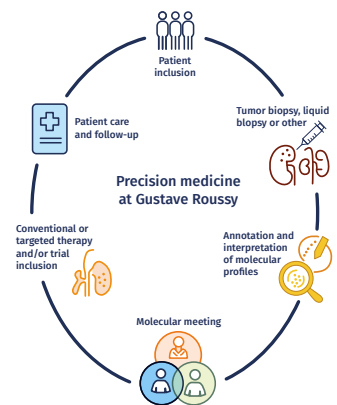 Patient
inclusion
Tumor biopsy, liquid
biopsy or other
Patient care
and follow-up
Precision medicine
at Gustave Roussy
Conventional or
targeted therapy
and/or trial
inclusion
Annotation and
interpretation
of molecular
profiles
Molecular meeting